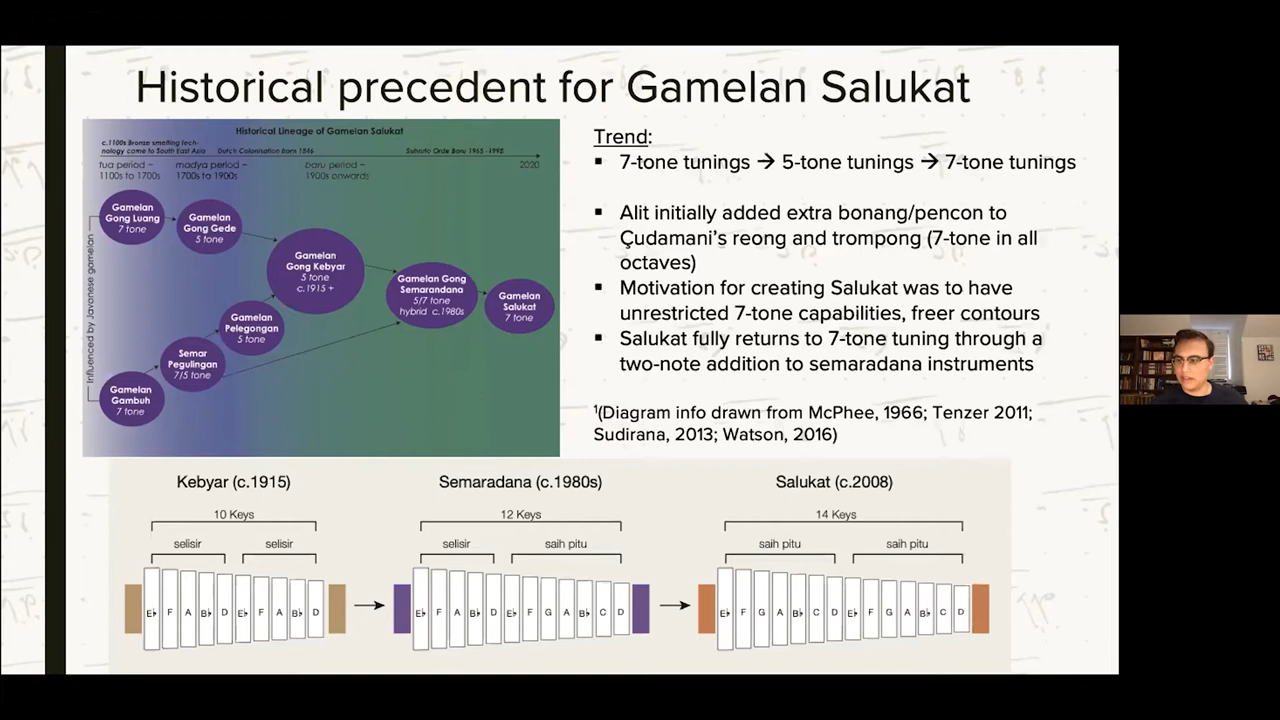 Historical precedent for Gamelan Salukat
Historical Lineage of Gamelan Salukat
c.1100s Bronze smelting tech-
nology came to South East Asia
Dutch Colonisation from 1846
Suharto Orde Baru 1965 -1998
tua period –
1100s to 1700s
madya period –
1700s to 1900s
baru period –
1900s onwards
2020
Influenced by Javanese gamelan
Gamelan
Gong Luang
7 tone
Gamelan
Gong Gede
5 tone
Gamelan
Gong Kebyar
5 tone
c.1915 +
Gamelan
Pelegongan
5 tone
Semar
Pegulingan
7/5 tone
Gamelan
Gambuh
7 tone
Gamelan Gong
Semarandana
5/7 tone
hybrid c.1980s
Gamelan
Salukat
7 tone
Trend:
▪ 7-tone tunings → 5-tone tunings → 7-tone tunings
▪ Alit initially added extra bonang/pencon to
Çudamani’s reong and trompong (7-tone in all
octaves)
▪ Motivation for creating Salukat was to have
unrestricted 7-tone capabilities, freer contours
▪ Salukat fully returns to 7-tone tuning through a
two-note addition to semaradana instruments
¹(Diagram info drawn from McPhee, 1966; Tenzer 2011;
Sudirana, 2013; Watson, 2016)
Kebyar (c.1915)
10 Keys
selisir selisir
E♭ F A B♭ D E♭ F A B♭ D
Semaradana (c.1980s)
12 Keys
selisir saih pitu
E♭ F A B♭ D E♭ F G A B♭ C D
Salukat (c.2008)
14 Keys
saih pitu saih pitu
E♭ F G A B♭ C D E♭ F G A B♭ C D